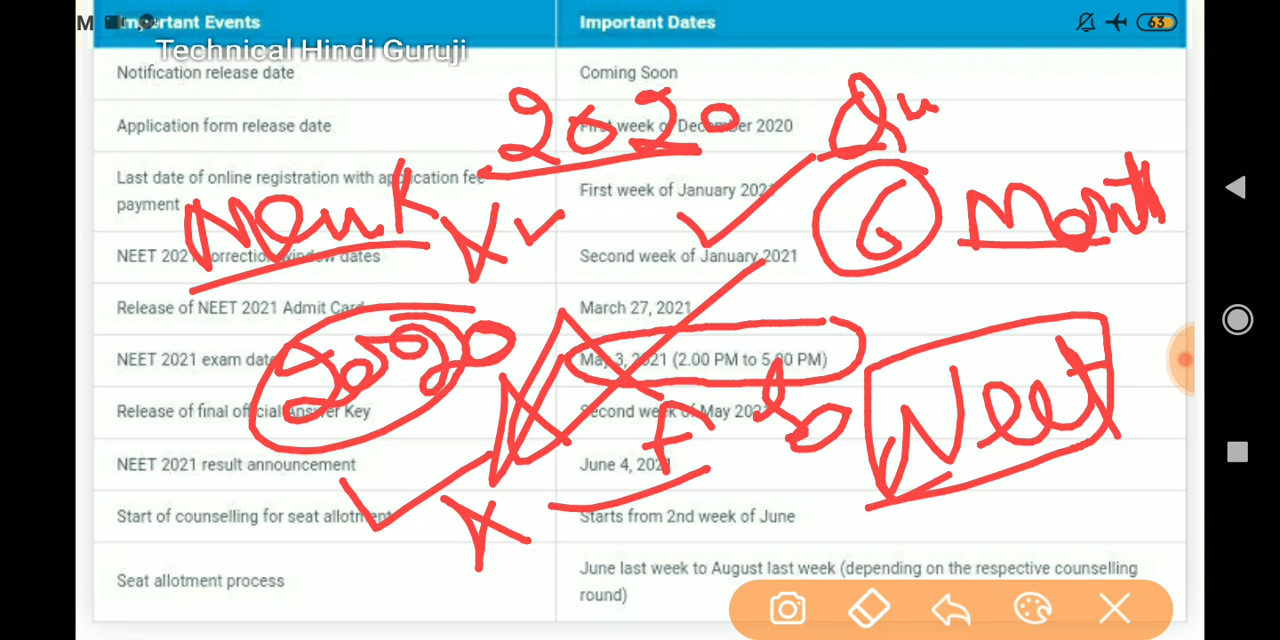 Important Events Important Dates
63
Technical Hindi Guruji
Notification release date Coming Soon
2020
Application form release date First week of December 2020
Last date of online registration with application fee
payment First week of January 2021
6 Month
NEET 2021 correction window dates Second week of January 2021
Release of NEET 2021 Admit Card March 27, 2021
NEET 2021 exam date May 3, 2021 (2.00 PM to 5.00 PM)
Neet
Release of final official Answer Key Second week of May 2021
NEET 2021 result announcement June 4, 2021
Start of counselling for seat allotment Starts from 2nd week of June
Seat allotment process June last week to August last week (depending on the respective counselling
round)